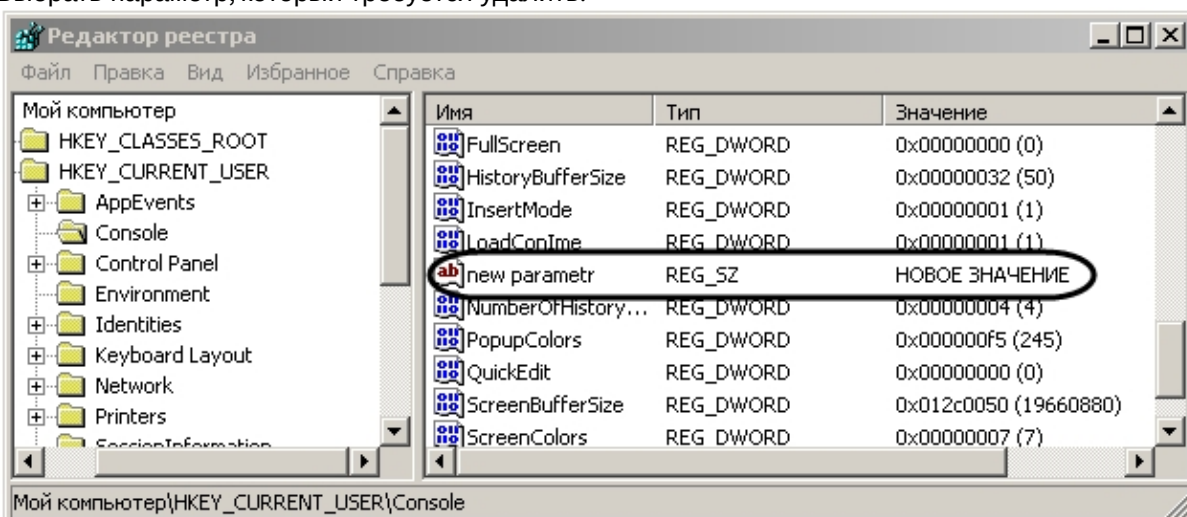 выбрать параметр, который требуется удалить.
Редактор реестра
Файл Правка Вид Избранное Справка
Мой компьютер
HKEY_CLASSES_ROOT
HKEY_CURRENT_USER
AppEvents
Console
Control Panel
Environment
Identities
Keyboard Layout
Network
Printers
SessionInformation
Имя Тип Значение
FullScreen REG_DWORD 0x00000000 (0)
HistoryBufferSize REG_DWORD 0x00000032 (50)
InsertMode REG_DWORD 0x00000001 (1)
LoadConIme REG_DWORD 0x00000001 (1)
new parametr REG_SZ НОВОЕ ЗНАЧЕНИЕ
NumberOfHistory... REG_DWORD 0x00000004 (4)
PopupColors REG_DWORD 0x000000f5 (245)
QuickEdit REG_DWORD 0x00000000 (0)
ScreenBufferSize REG_DWORD 0x012c0050 (19660880)
ScreenColors REG_DWORD 0x00000007 (7)
Мой компьютер\HKEY_CURRENT_USER\Console